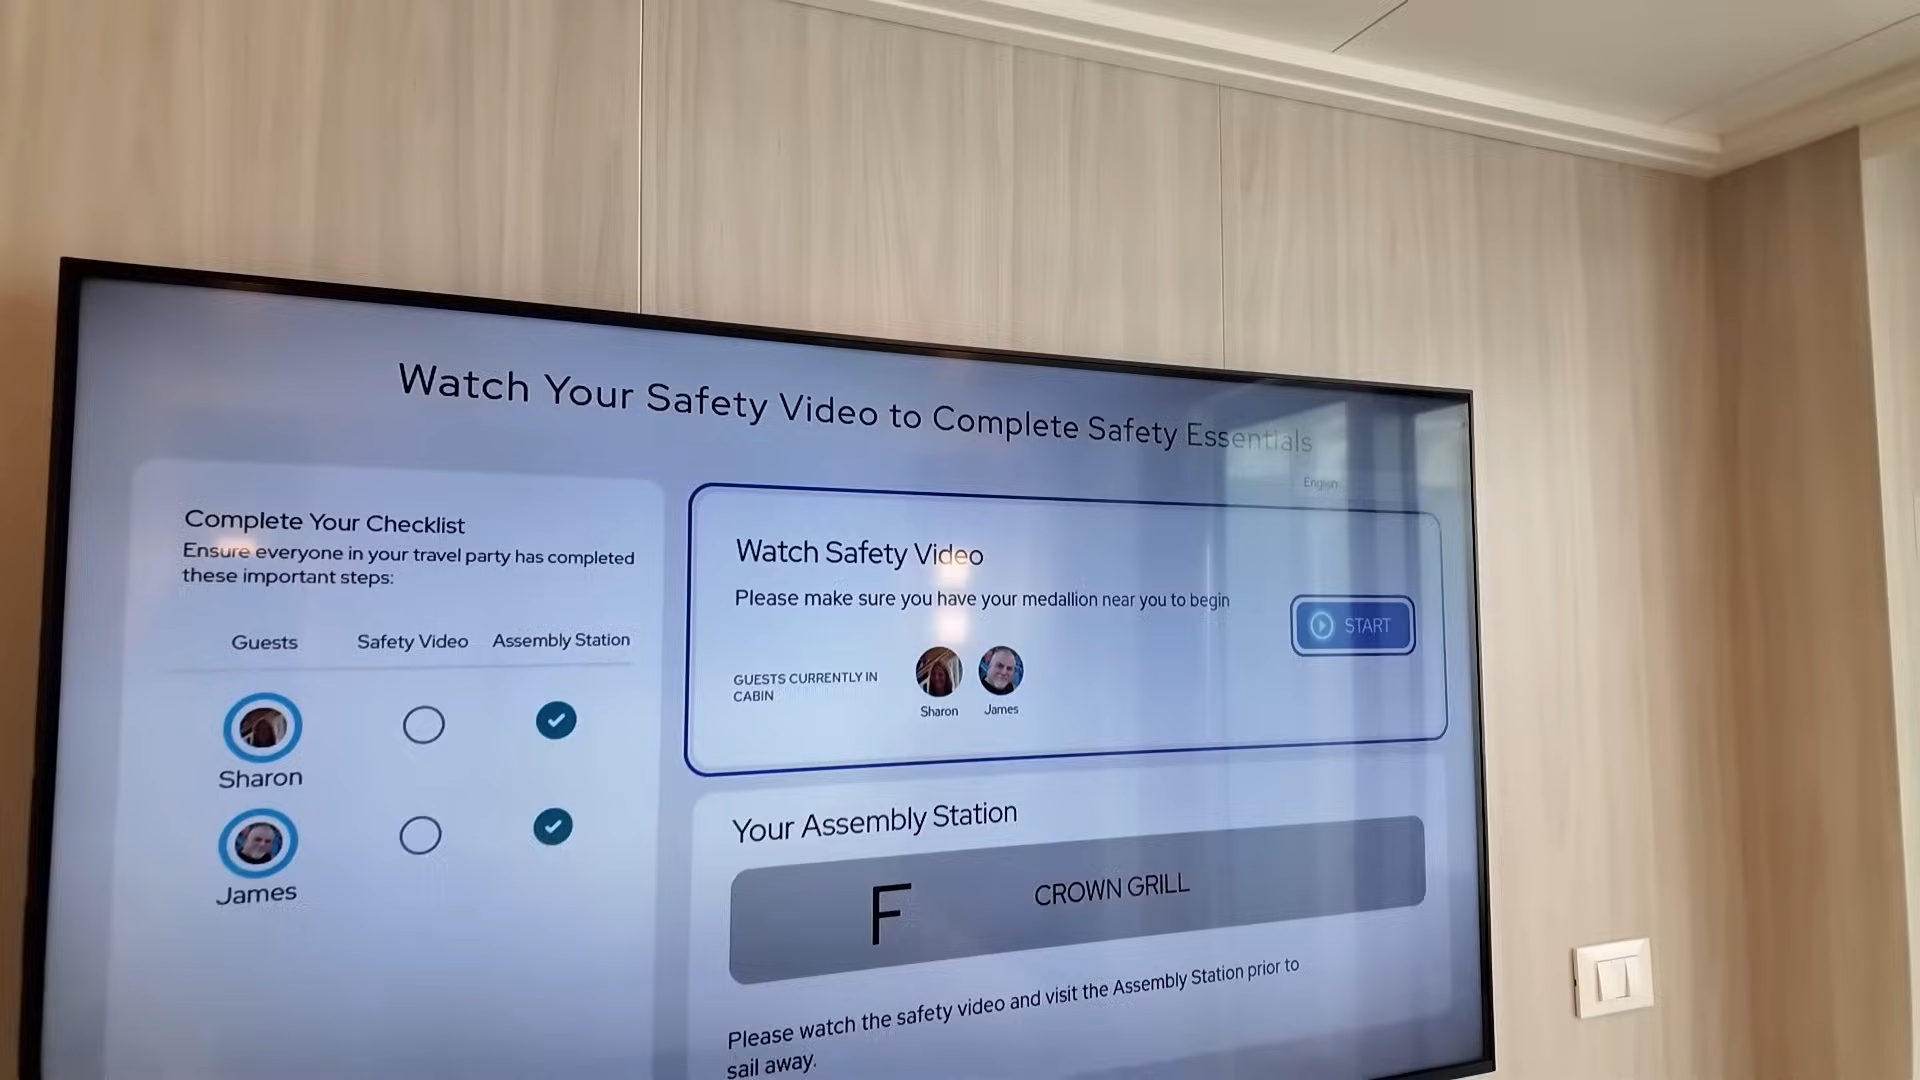 Watch Your Safety Video to Complete Safety Essentials
English
Complete Your Checklist
Ensure everyone in your travel party has completed
these important steps:
Guests Safety Video Assembly Station
Sharon
James
Watch Safety Video
Please make sure you have your medallion near you to begin
START
GUESTS CURRENTLY IN
CABIN
Sharon James
Your Assembly Station
F CROWN GRILL
Please watch the safety video and visit the Assembly Station prior to
sail away.